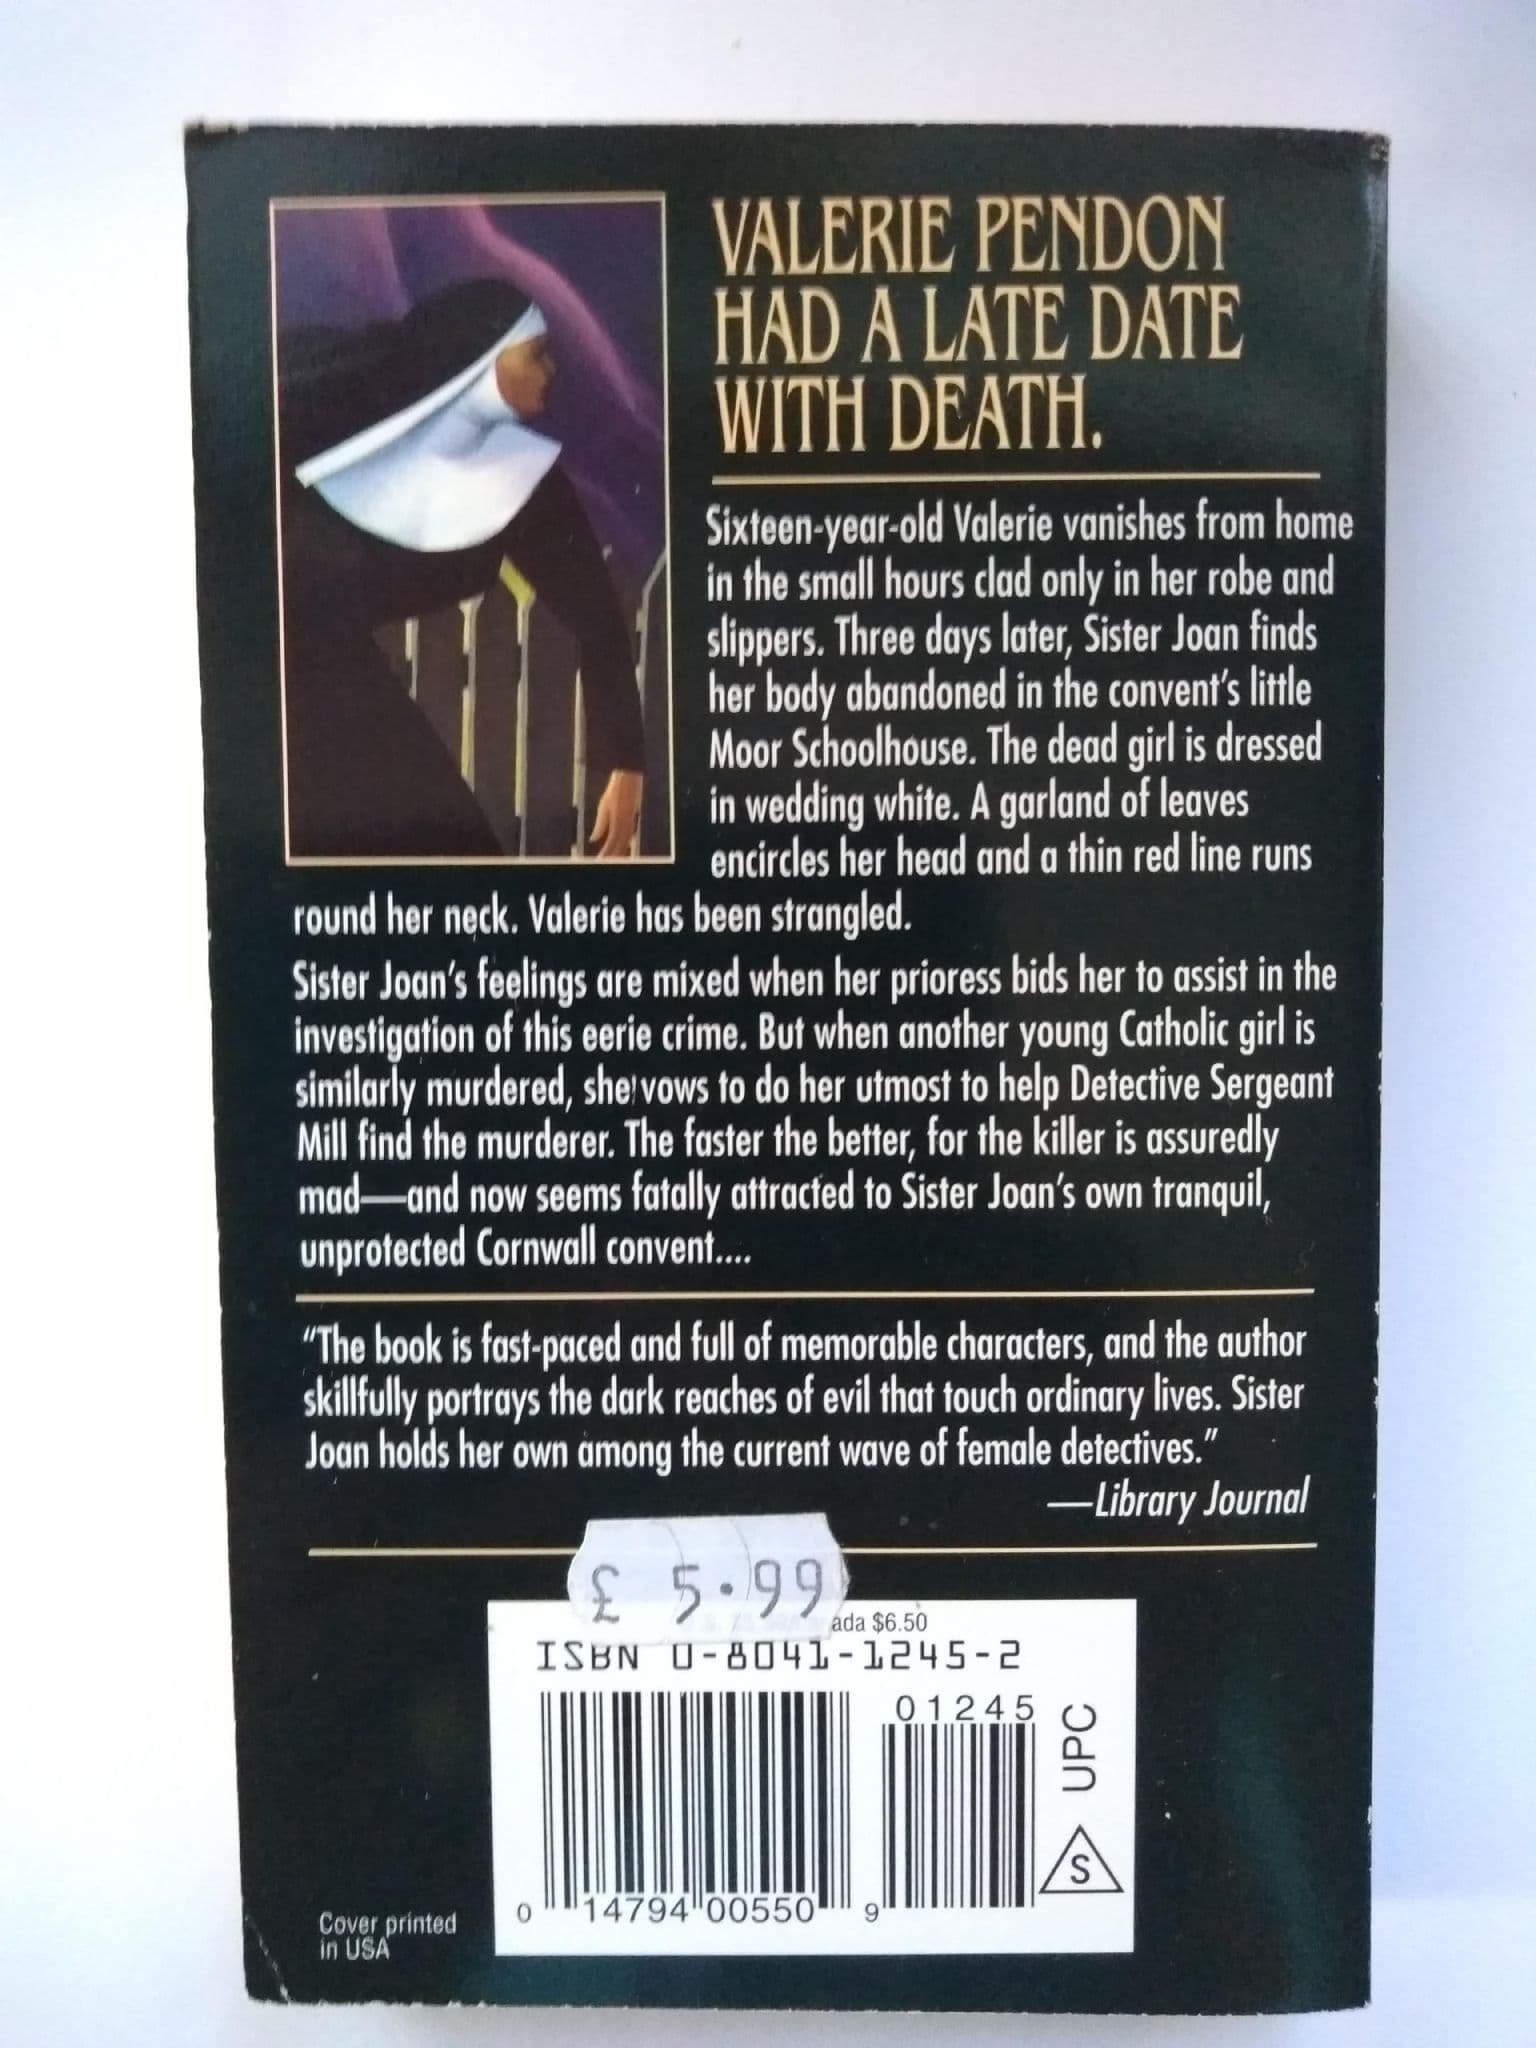 VALERIE PENDON
HAD A LATE DATE
WITH DEATH.
Sixteen-year-old Valerie vanishes from home
in the small hours clad only in her robe and
slippers. Three days later, Sister Joan finds
her body abandoned in the convent's little
Moor Schoolhouse. The dead girl is dressed
in wedding white. A garland of leaves
encircles her head and a thin red line runs
round her neck. Valerie has been strangled.
Sister Joan's feelings are mixed when her prioress bids her to assist in the
investigation of this eerie crime. But when another young Catholic girl is
similarly murdered, she vows to do her utmost to help Detective Sergeant
Mill find the murderer. The faster the better, for the killer is assuredly
mad—and now seems fatally attracted to Sister Joan's own tranquil,
unprotected Cornwall convent....
"The book is fast-paced and full of memorable characters, and the author
skillfully portrays the dark reaches of evil that touch ordinary lives. Sister
Joan holds her own among the current wave of female detectives."
—Library Journal
£ 5.99
ada $6.50
ISBN 0-8041-1245-2
01245
UPC
S
0 14794 00550 9
Cover printed
in USA